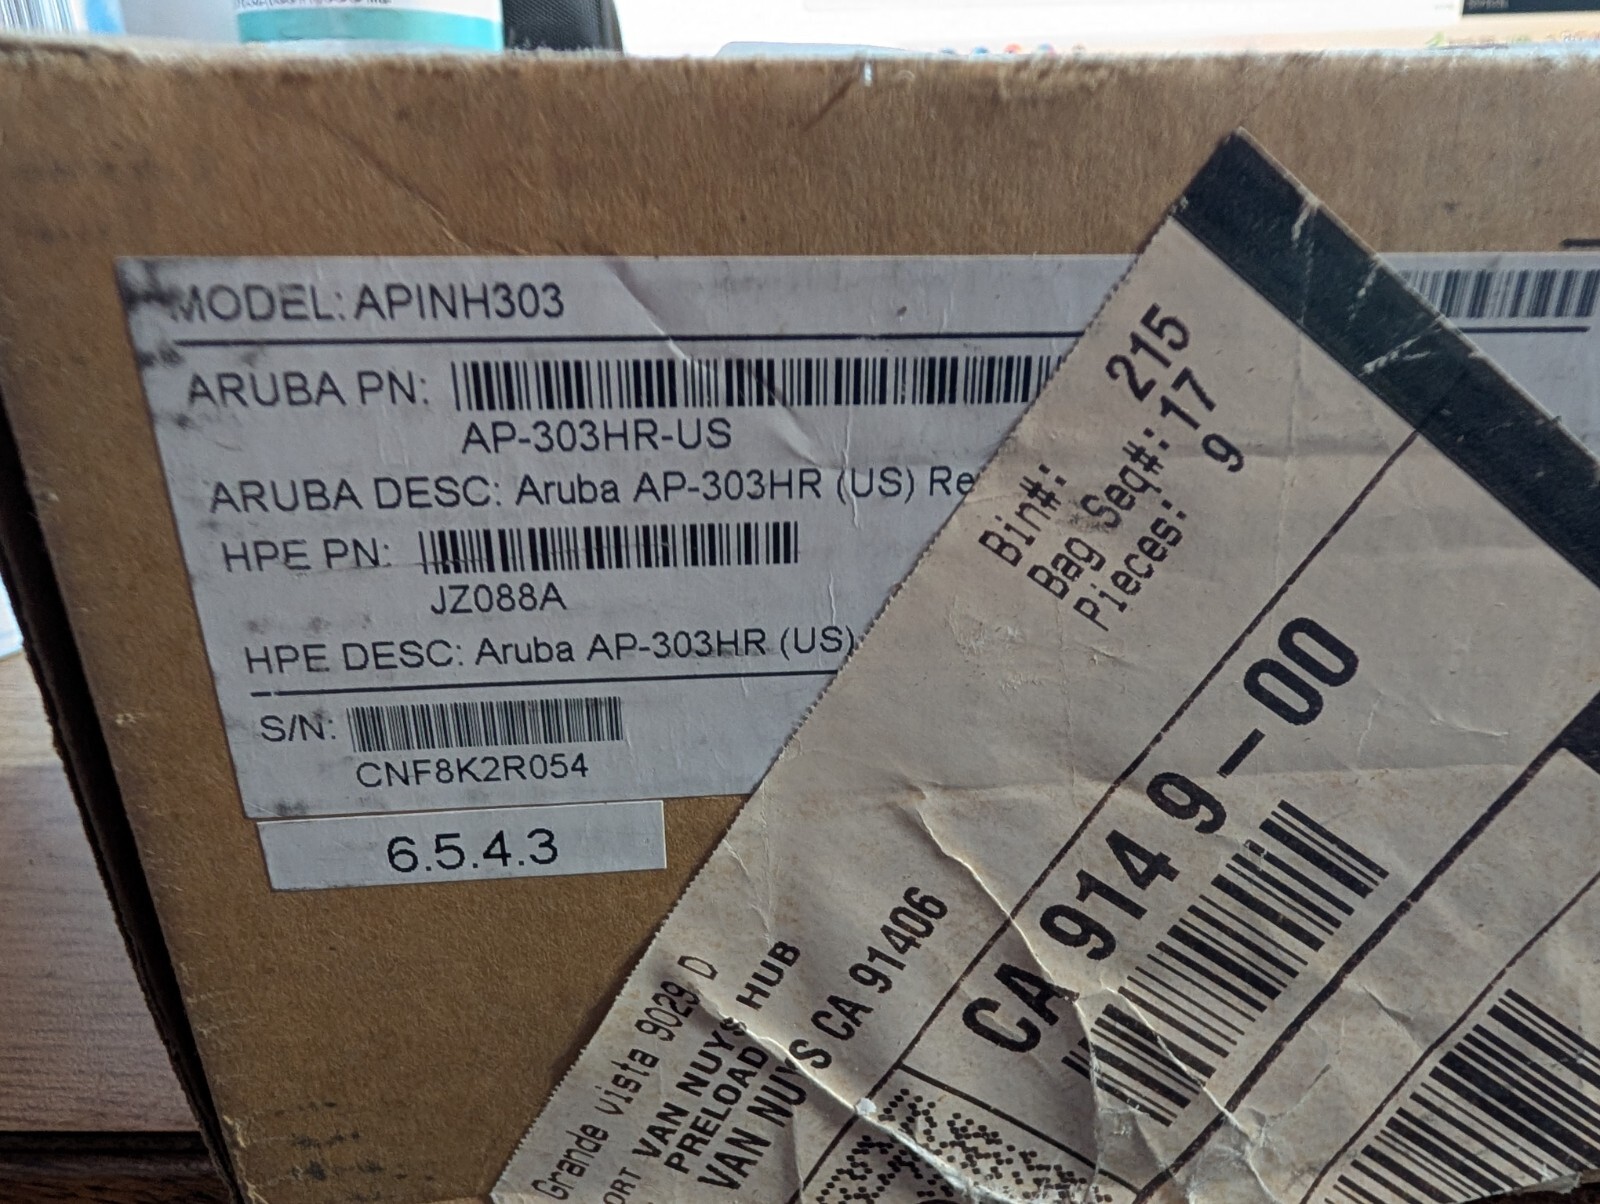 MODEL: APINH303
ARUBA PN:
AP-303HR-US
ARUBA DESC: Aruba AP-303HR (US) Re
HPE PN:
JZ088A
HPE DESC: Aruba AP-303HR (US)
S/N:
CNF8K2R054
6.5.4.3
Bin#: 215
Bag Seq#: 17
Pieces: 9
CA 914 9-00
Grande Vista 9029 D
ORT VAN NUYS HUB
PRELOAD
VAN NUYS CA 91406